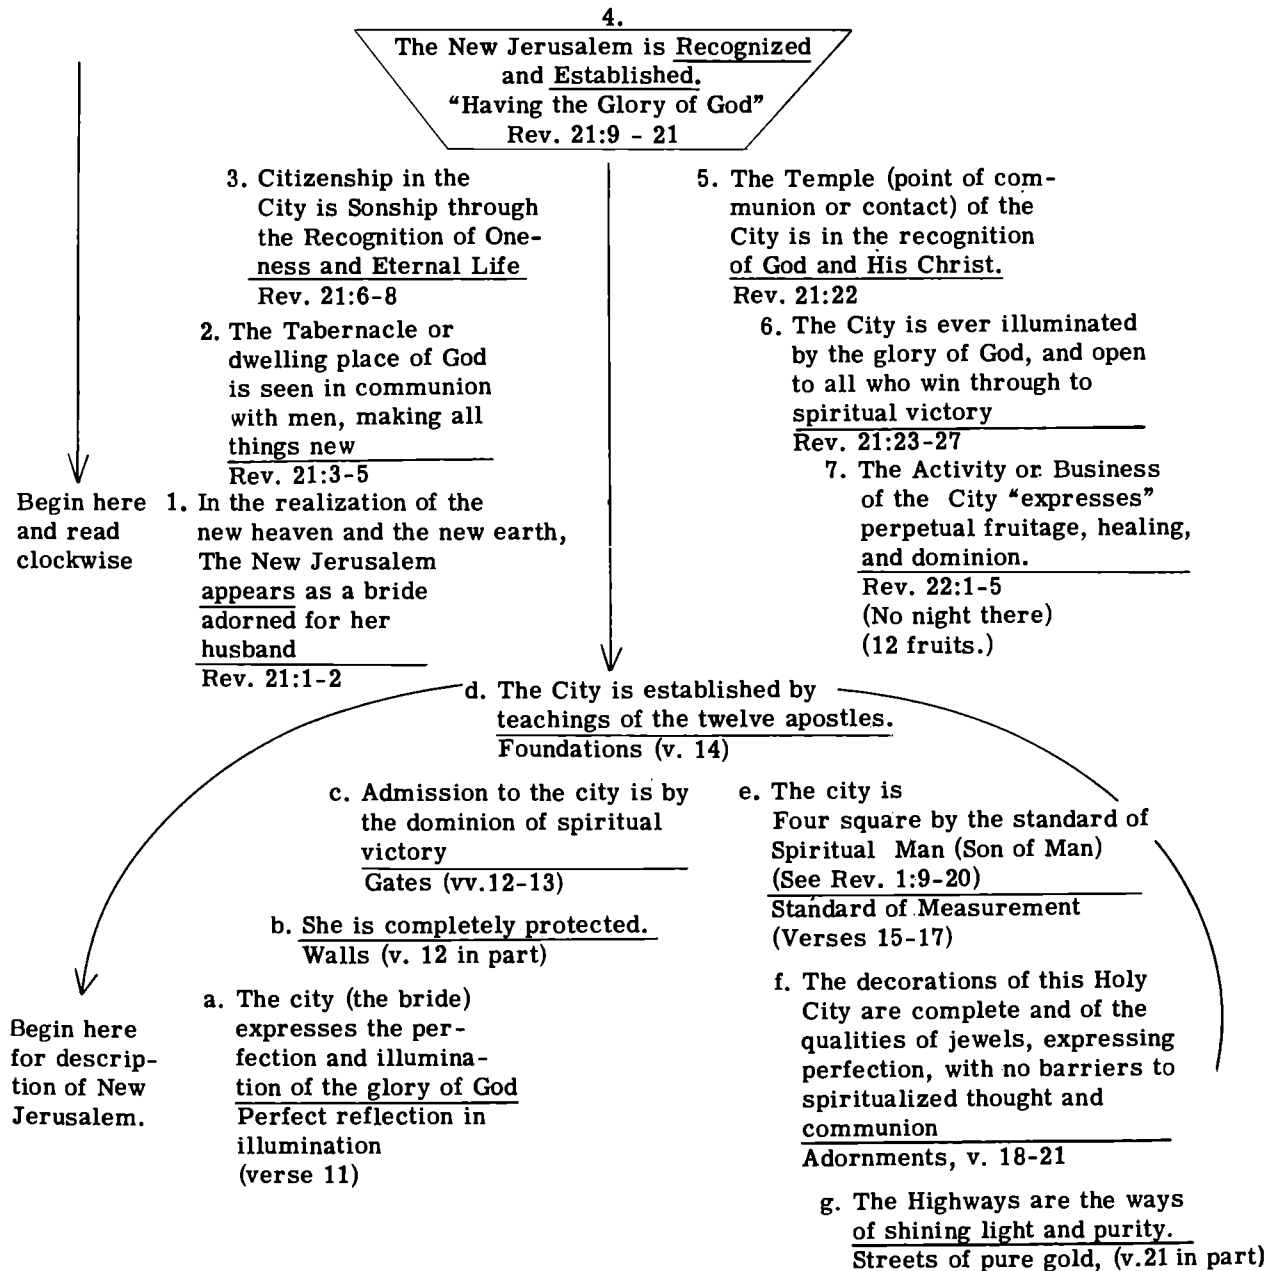 4.
The New Jerusalem is Recognized
and Established.
“Having the Glory of God”
Rev. 21:9 - 21
3. Citizenship in the
City is Sonship through
the Recognition of One-
ness and Eternal Life
Rev. 21:6-8
2. The Tabernacle or
dwelling place of God
is seen in communion
with men, making all
things new
Rev. 21:3-5
Begin here
and read
clockwise
1. In the realization of the
new heaven and the new earth,
The New Jerusalem
appears as a bride
adorned for her
husband
Rev. 21:1-2
5. The Temple (point of com-
munion or contact) of the
City is in the recognition
of God and His Christ.
Rev. 21:22
6. The City is ever illuminated
by the glory of God, and open
to all who win through to
spiritual victory
Rev. 21:23-27
7. The Activity or Business
of the City “expresses”
perpetual fruitage, healing,
and dominion.
Rev. 22:1-5
(No night there)
(12 fruits.)
d. The City is established by
teachings of the twelve apostles.
Foundations (v. 14)
c. Admission to the city is by
the dominion of spiritual
victory
Gates (vv.12-13)
b. She is completely protected.
Walls (v. 12 in part)
Begin here
for descrip-
tion of New
Jerusalem.
a. The city (the bride)
expresses the per-
fection and illumina-
tion of the glory of God
Perfect reflection in
illumination
(verse 11)
e. The city is
Four square by the standard of
Spiritual Man (Son of Man)
(See Rev. 1:9-20)
Standard of Measurement
(Verses 15-17)
f. The decorations of this Holy
City are complete and of the
qualities of jewels, expressing
perfection, with no barriers to
spiritualized thought and
communion
Adornments, v. 18-21
g. The Highways are the ways
of shining light and purity.
Streets of pure gold, (v.21 in part)